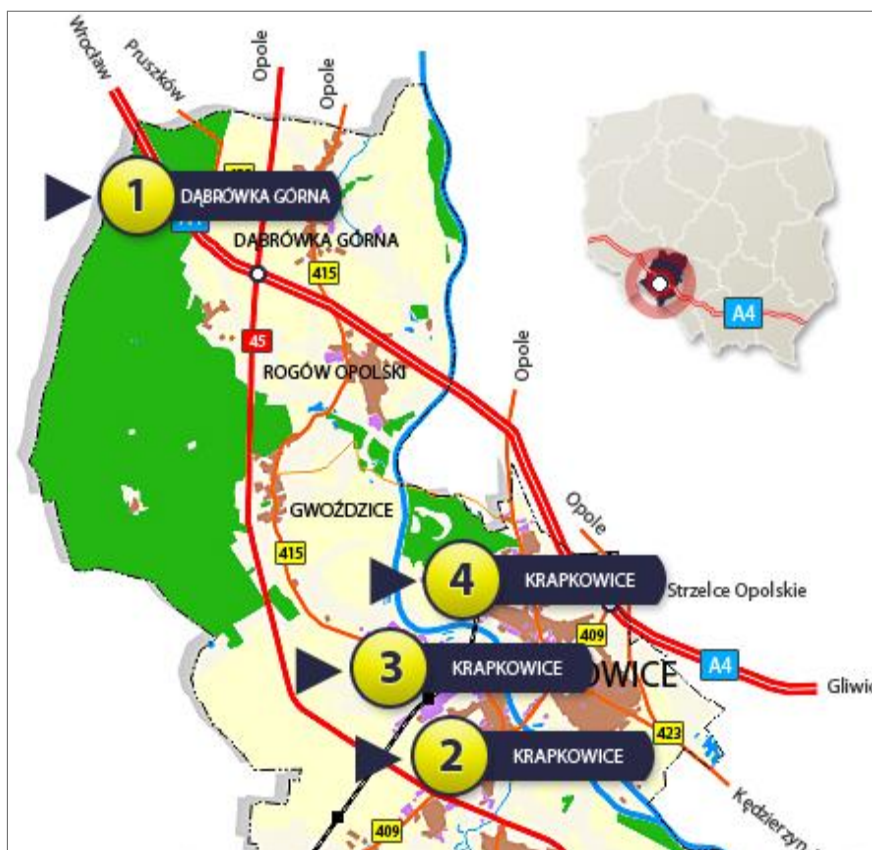 Wrocław
Pruszków
Opole
Opole
1
DĄBRÓWKA GÓRNA
DĄBRÓWKA GÓRNA
415
A4
45
ROGÓW OPOLSKI
Opole
GWOŹDZICE
Opole
415
4
KRAPKOWICE
Strzelce Opolskie
409
3
KRAPKOWICE
OWICE
A4
Gliwic
423
2
KRAPKOWICE
Kędzierzyn
409